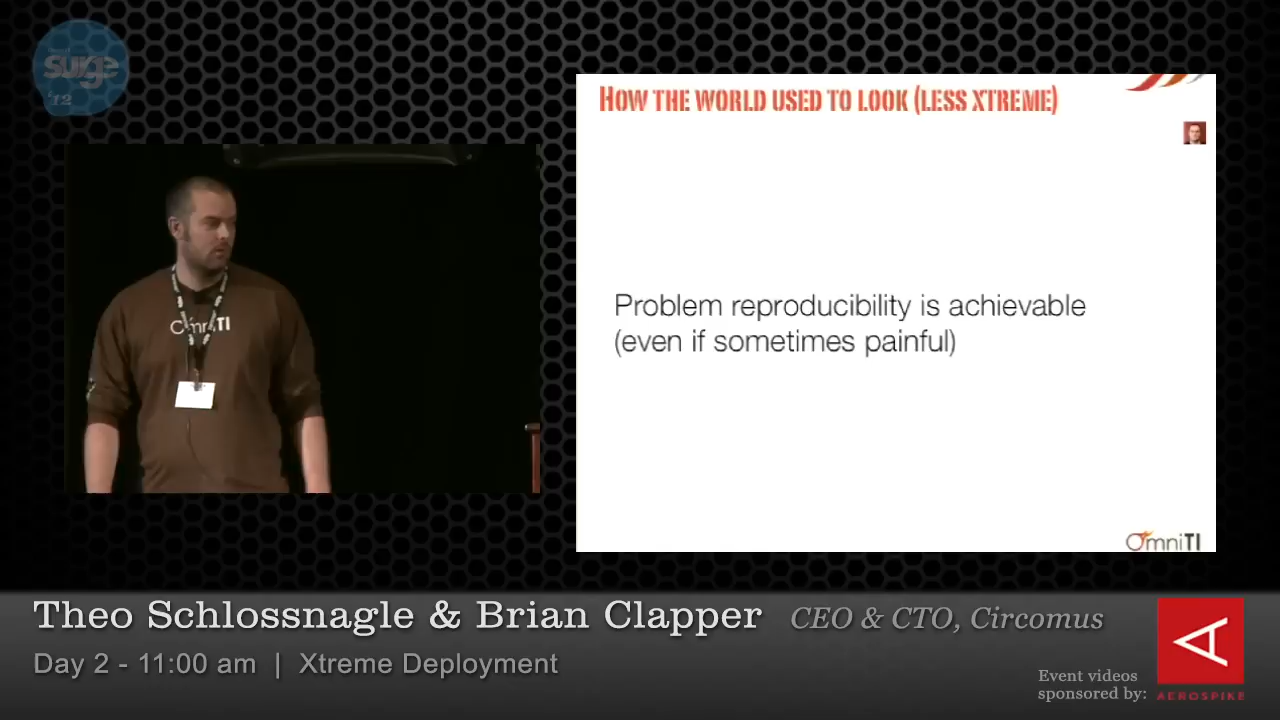 surge
'12
HOW THE WORLD USED TO LOOK (LESS XTREME)
OmniTI
Problem reproducibility is achievable
(even if sometimes painful)
OmniTI
Theo Schlossnagle & Brian Clapper CEO & CTO, Circomus
Day 2 - 11:00 am | Xtreme Deployment
Event videos
sponsored by:
AEROSPIKE